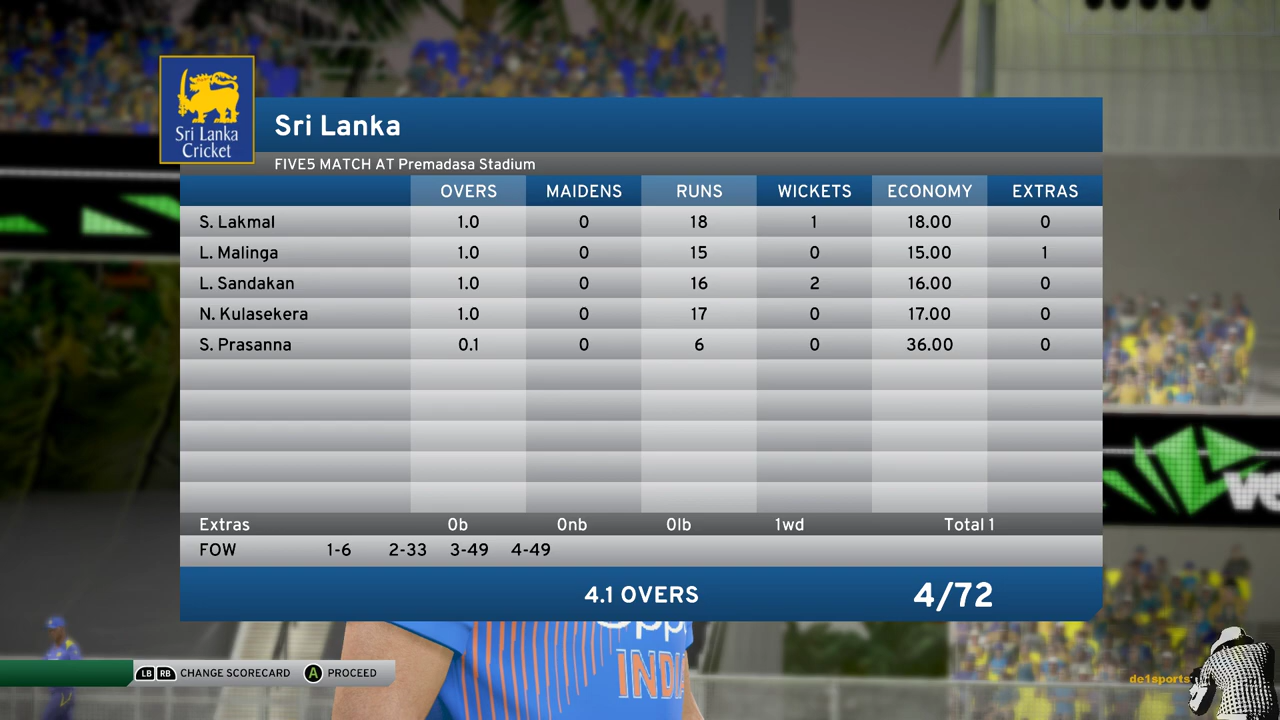 Sri Lanka
Cricket
Sri Lanka
FIVE5 MATCH AT Premadasa Stadium
OVERS MAIDENS RUNS WICKETS ECONOMY EXTRAS
S. Lakmal 1.0 0 18 1 18.00 0
L. Malinga 1.0 0 15 0 15.00 1
L. Sandakan 1.0 0 16 2 16.00 0
N. Kulasekera 1.0 0 17 0 17.00 0
S. Prasanna 0.1 0 6 0 36.00 0
Extras 0b 0nb 0lb 1wd Total 1
FOW 1-6 2-33 3-49 4-49
4.1 OVERS 4/72
INDIA
LB RB CHANGE SCORECARD A PROCEED
de1sports